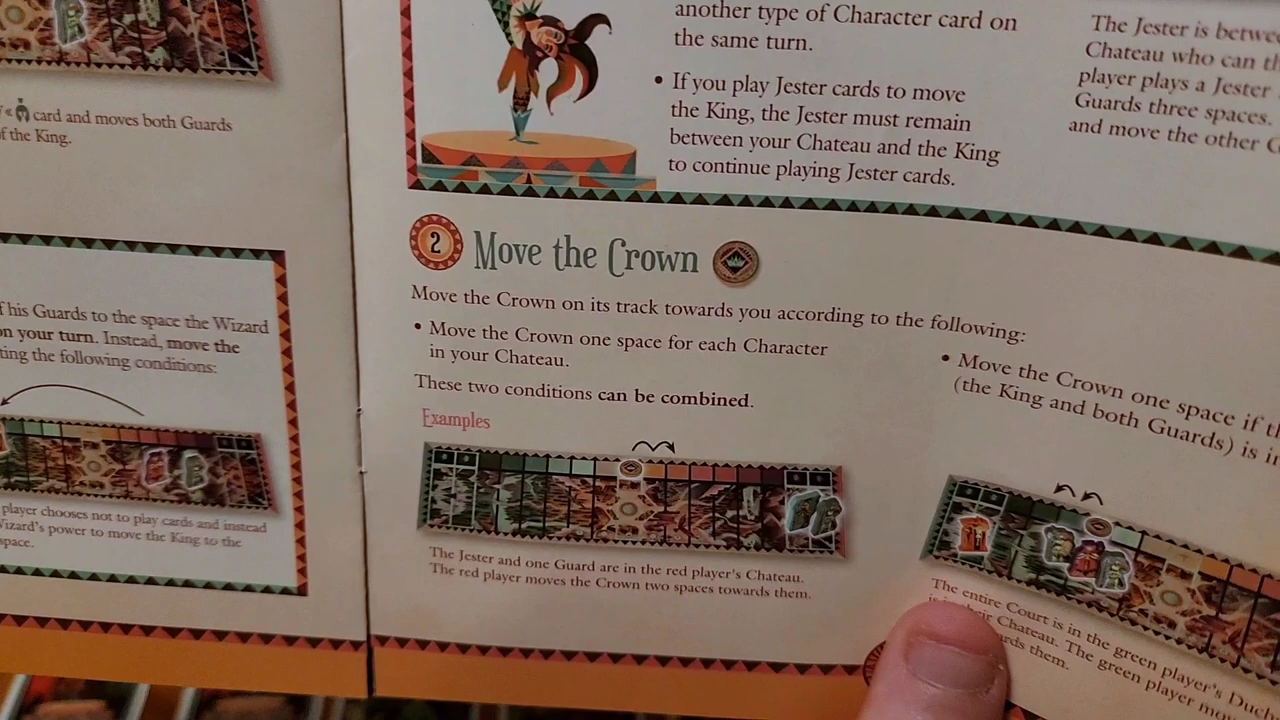 card and moves both Guards
of the King.
his Guards to the space the Wizard
on your turn. Instead, move the
the following conditions:
player chooses not to play cards and instead
Wizard's power to move the King to the
space.
another type of Character card on
the same turn.
• If you play Jester cards to move
the King, the Jester must remain
between your Chateau and the King
to continue playing Jester cards.
The Jester is
Chateau who can
player plays a Jester
Guards three spaces.
and move the other
2 Move the Crown
Move the Crown on its track towards you according to the following:
• Move the Crown one space for each Character
in your Chateau.
These two conditions can be combined.
Examples
The Jester and one Guard are in the red player's Chateau.
The red player moves the Crown two spaces towards them.
• Move the Crown one space if
(the King and both Guards) is
The entire Court is in the green player's
Chateau. The green player
them.